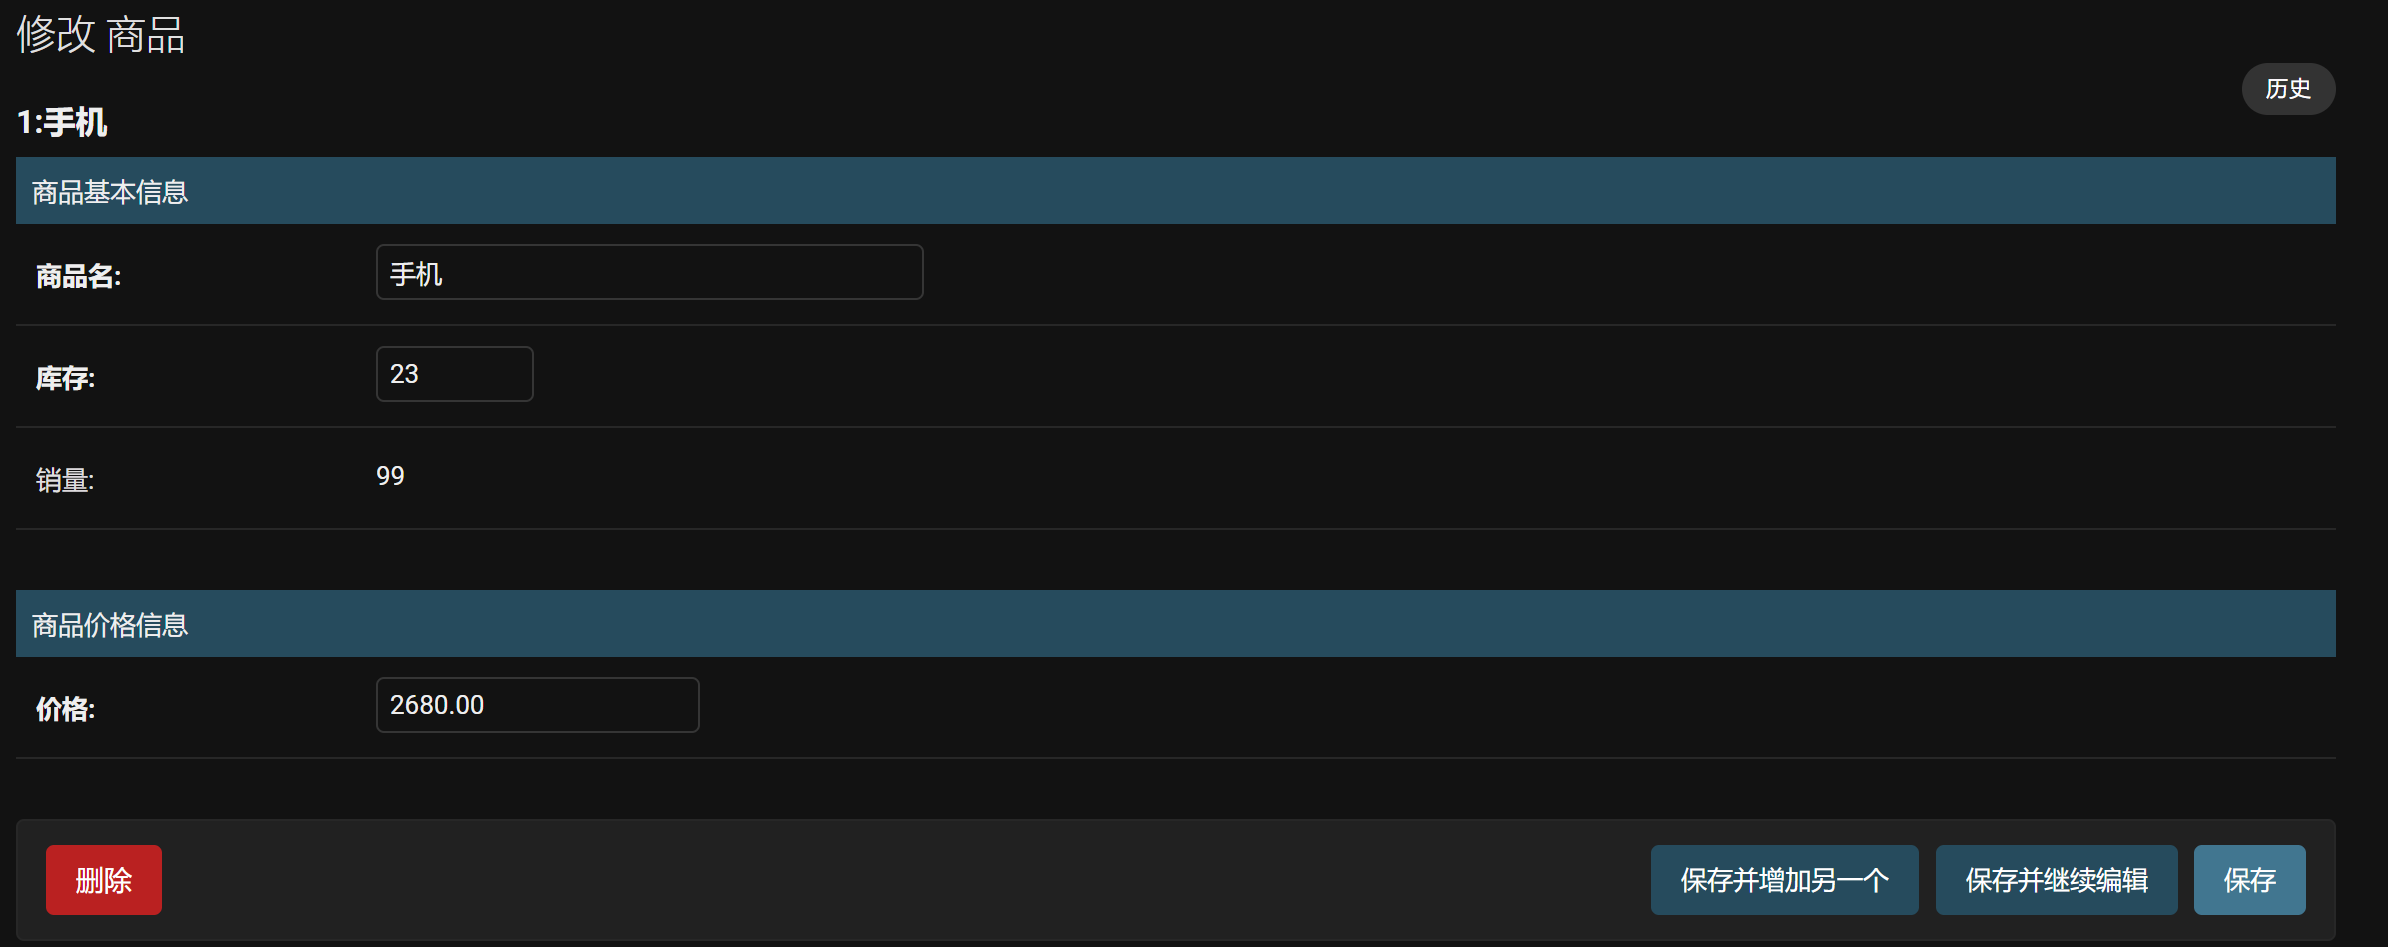 修改 商品
历史
1:手机
商品基本信息
商品名: 手机
库存: 23
销量: 99
商品价格信息
价格: 2680.00
删除 保存并增加另一个 保存并继续编辑 保存